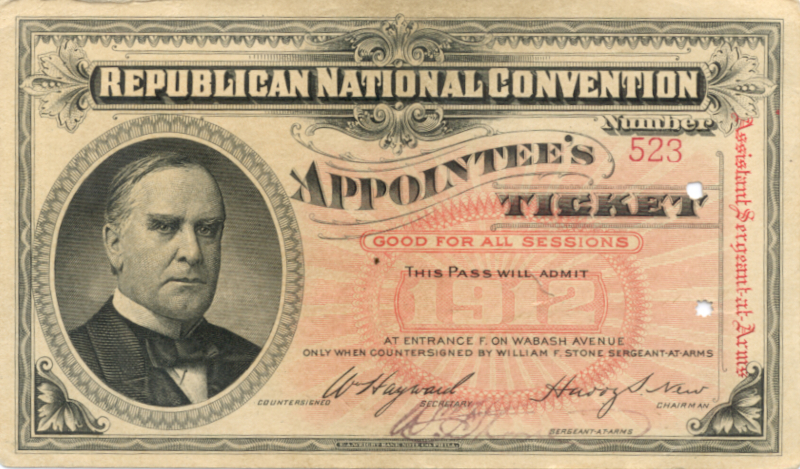 REPUBLICAN NATIONAL CONVENTION
Number
523
APPOINTEE'S
TICKET
GOOD FOR ALL SESSIONS
THIS PASS WILL ADMIT
1912
AT ENTRANCE F. ON WABASH AVENUE
ONLY WHEN COUNTERSIGNED BY WILLIAM F. STONE SERGEANT-AT-ARMS
W Hayward
Harry S. New
COUNTERSIGNED
SECRETARY
CHAIRMAN
SERGEANT-AT-ARMS
Assistant Sergeant-at-Arms